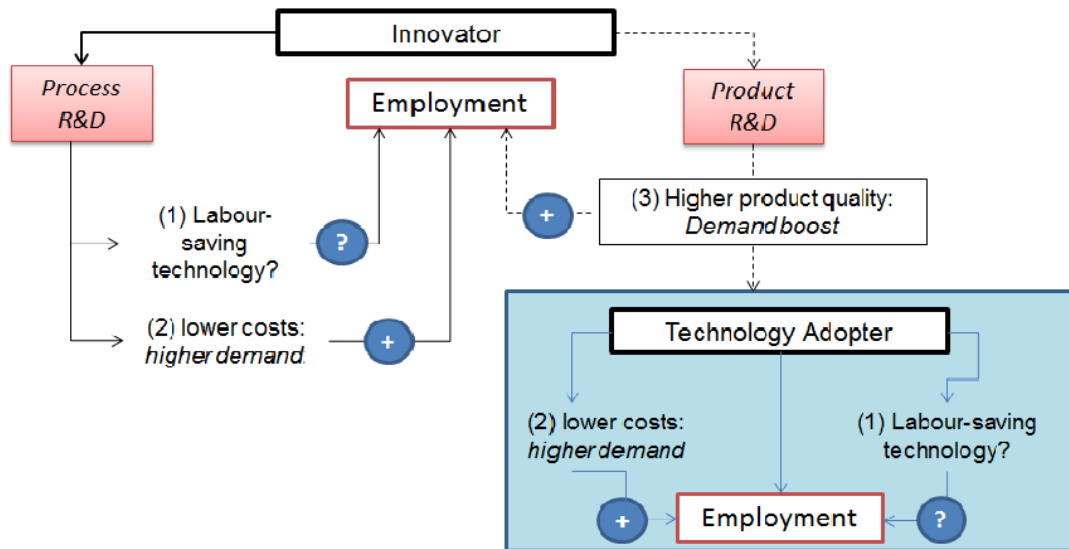 Innovator
Process
R&D
Employment
Product
R&D
(1) Labour-
saving
technology?
?
+
(3) Higher product quality:
Demand boost
(2) lower costs:
higher demand.
+
Technology Adopter
(2) lower costs:
higher demand
(1) Labour-saving
technology?
+
Employment
?